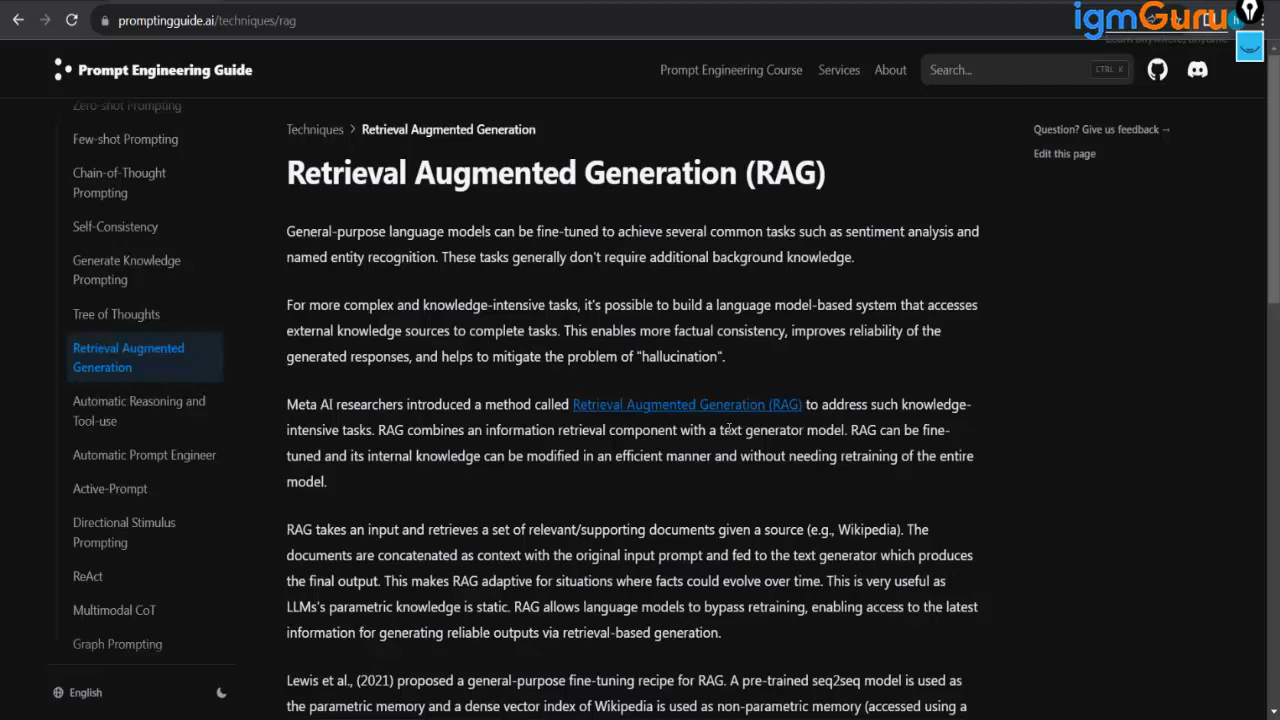 promptingguide.ai/techniques/rag
igmGuru
Prompt Engineering Guide
Prompt Engineering Course
Services
About
Search...
CTRL K
Zero-shot Prompting
Few-shot Prompting
Chain-of-Thought
Prompting
Self-Consistency
Generate Knowledge
Prompting
Tree of Thoughts
Retrieval Augmented
Generation
Automatic Reasoning and
Tool-use
Automatic Prompt Engineer
Active-Prompt
Directional Stimulus
Prompting
ReAct
Multimodal CoT
Graph Prompting
English
Techniques > Retrieval Augmented Generation
Retrieval Augmented Generation (RAG)
General-purpose language models can be fine-tuned to achieve several common tasks such as sentiment analysis and
named entity recognition. These tasks generally don't require additional background knowledge.
For more complex and knowledge-intensive tasks, it's possible to build a language model-based system that accesses
external knowledge sources to complete tasks. This enables more factual consistency, improves reliability of the
generated responses, and helps to mitigate the problem of "hallucination".
Meta AI researchers introduced a method called Retrieval Augmented Generation (RAG) to address such knowledge-
intensive tasks. RAG combines an information retrieval component with a text generator model. RAG can be fine-
tuned and its internal knowledge can be modified in an efficient manner and without needing retraining of the entire
model.
RAG takes an input and retrieves a set of relevant/supporting documents given a source (e.g., Wikipedia). The
documents are concatenated as context with the original input prompt and fed to the text generator which produces
the final output. This makes RAG adaptive for situations where facts could evolve over time. This is very useful as
LLMs's parametric knowledge is static. RAG allows language models to bypass retraining, enabling access to the latest
information for generating reliable outputs via retrieval-based generation.
Lewis et al., (2021) proposed a general-purpose fine-tuning recipe for RAG. A pre-trained seq2seq model is used as
the parametric memory and a dense vector index of Wikipedia is used as non-parametric memory (accessed using a
Question? Give us feedback →
Edit this page